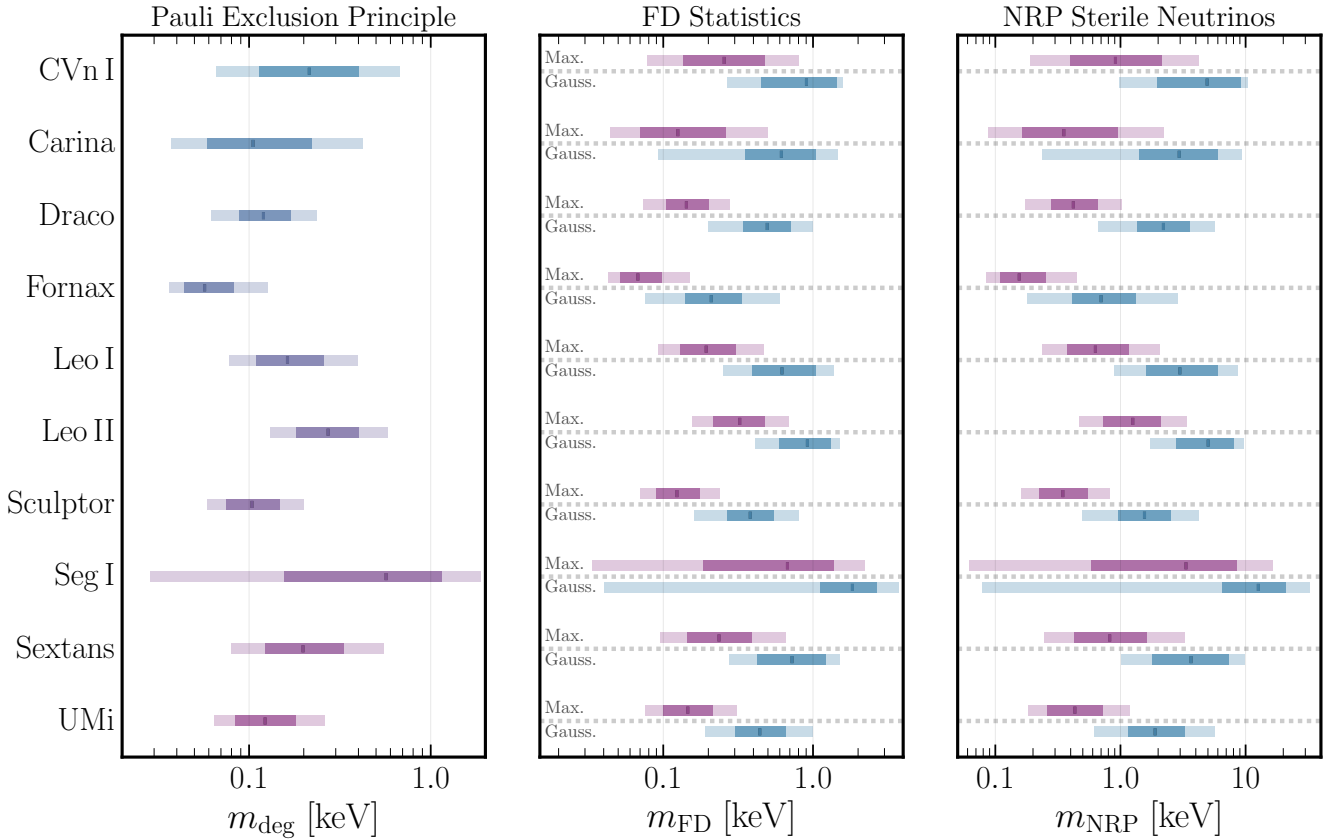 Pauli Exclusion Principle
FD Statistics
NRP Sterile Neutrinos
CVn I
Carina
Draco
Fornax
Leo I
Leo II
Sculptor
Seg I
Sextans
UMi
Max.
Gauss.
Max.
Gauss.
Max.
Gauss.
Max.
Gauss.
Max.
Gauss.
Max.
Gauss.
Max.
Gauss.
Max.
Gauss.
Max.
Gauss.
Max.
Gauss.
0.1 1.0
0.1 1.0
0.1 1.0 10
m_deg [keV]
m_FD [keV]
m_NRP [keV]